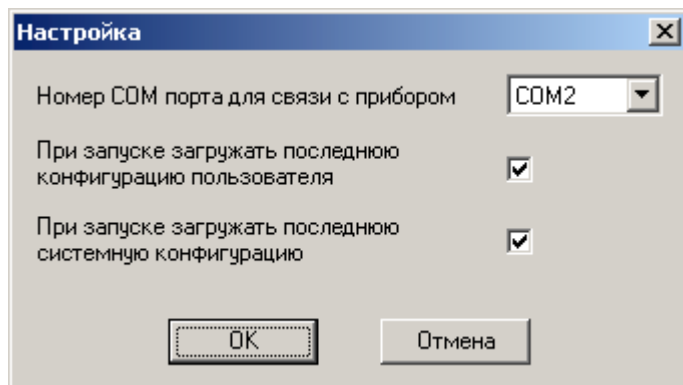 Настройка
Номер COM порта для связи с прибором
COM2
При запуске загружать последнюю
конфигурацию пользователя
При запуске загружать последнюю
системную конфигурацию
OK
Отмена